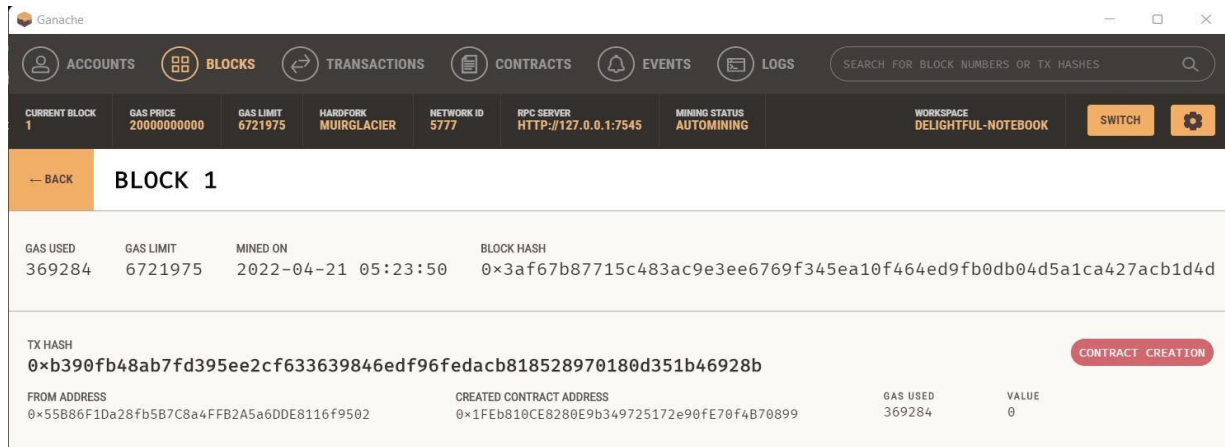 Ganache
ACCOUNTS BLOCKS TRANSACTIONS CONTRACTS EVENTS LOGS SEARCH FOR BLOCK NUMBERS OR TX HASHES
CURRENT BLOCK GAS PRICE GAS LIMIT HARDFORK NETWORK ID RPC SERVER MINING STATUS WORKSPACE
1 20000000000 6721975 MUIRGLACIER 5777 HTTP://127.0.0.1:7545 AUTOMINING DELIGHTFUL-NOTEBOOK SWITCH
← BACK BLOCK 1
GAS USED GAS LIMIT MINED ON BLOCK HASH
369284 6721975 2022-04-21 05:23:50 0×3af67b87715c483ac9e3ee6769f345ea10f464ed9fb0db04d5a1ca427acb1d4d
TX HASH
0×b390fb48ab7fd395ee2cf633639846edf96fedacb818528970180d351b46928b CONTRACT CREATION
FROM ADDRESS CREATED CONTRACT ADDRESS GAS USED VALUE
0×55B86F1Da28fb5B7C8a4FFB2A5a6DDE8116f9502 0×1FEb810CE8280E9b349725172e90fE70f4B70899 369284 0